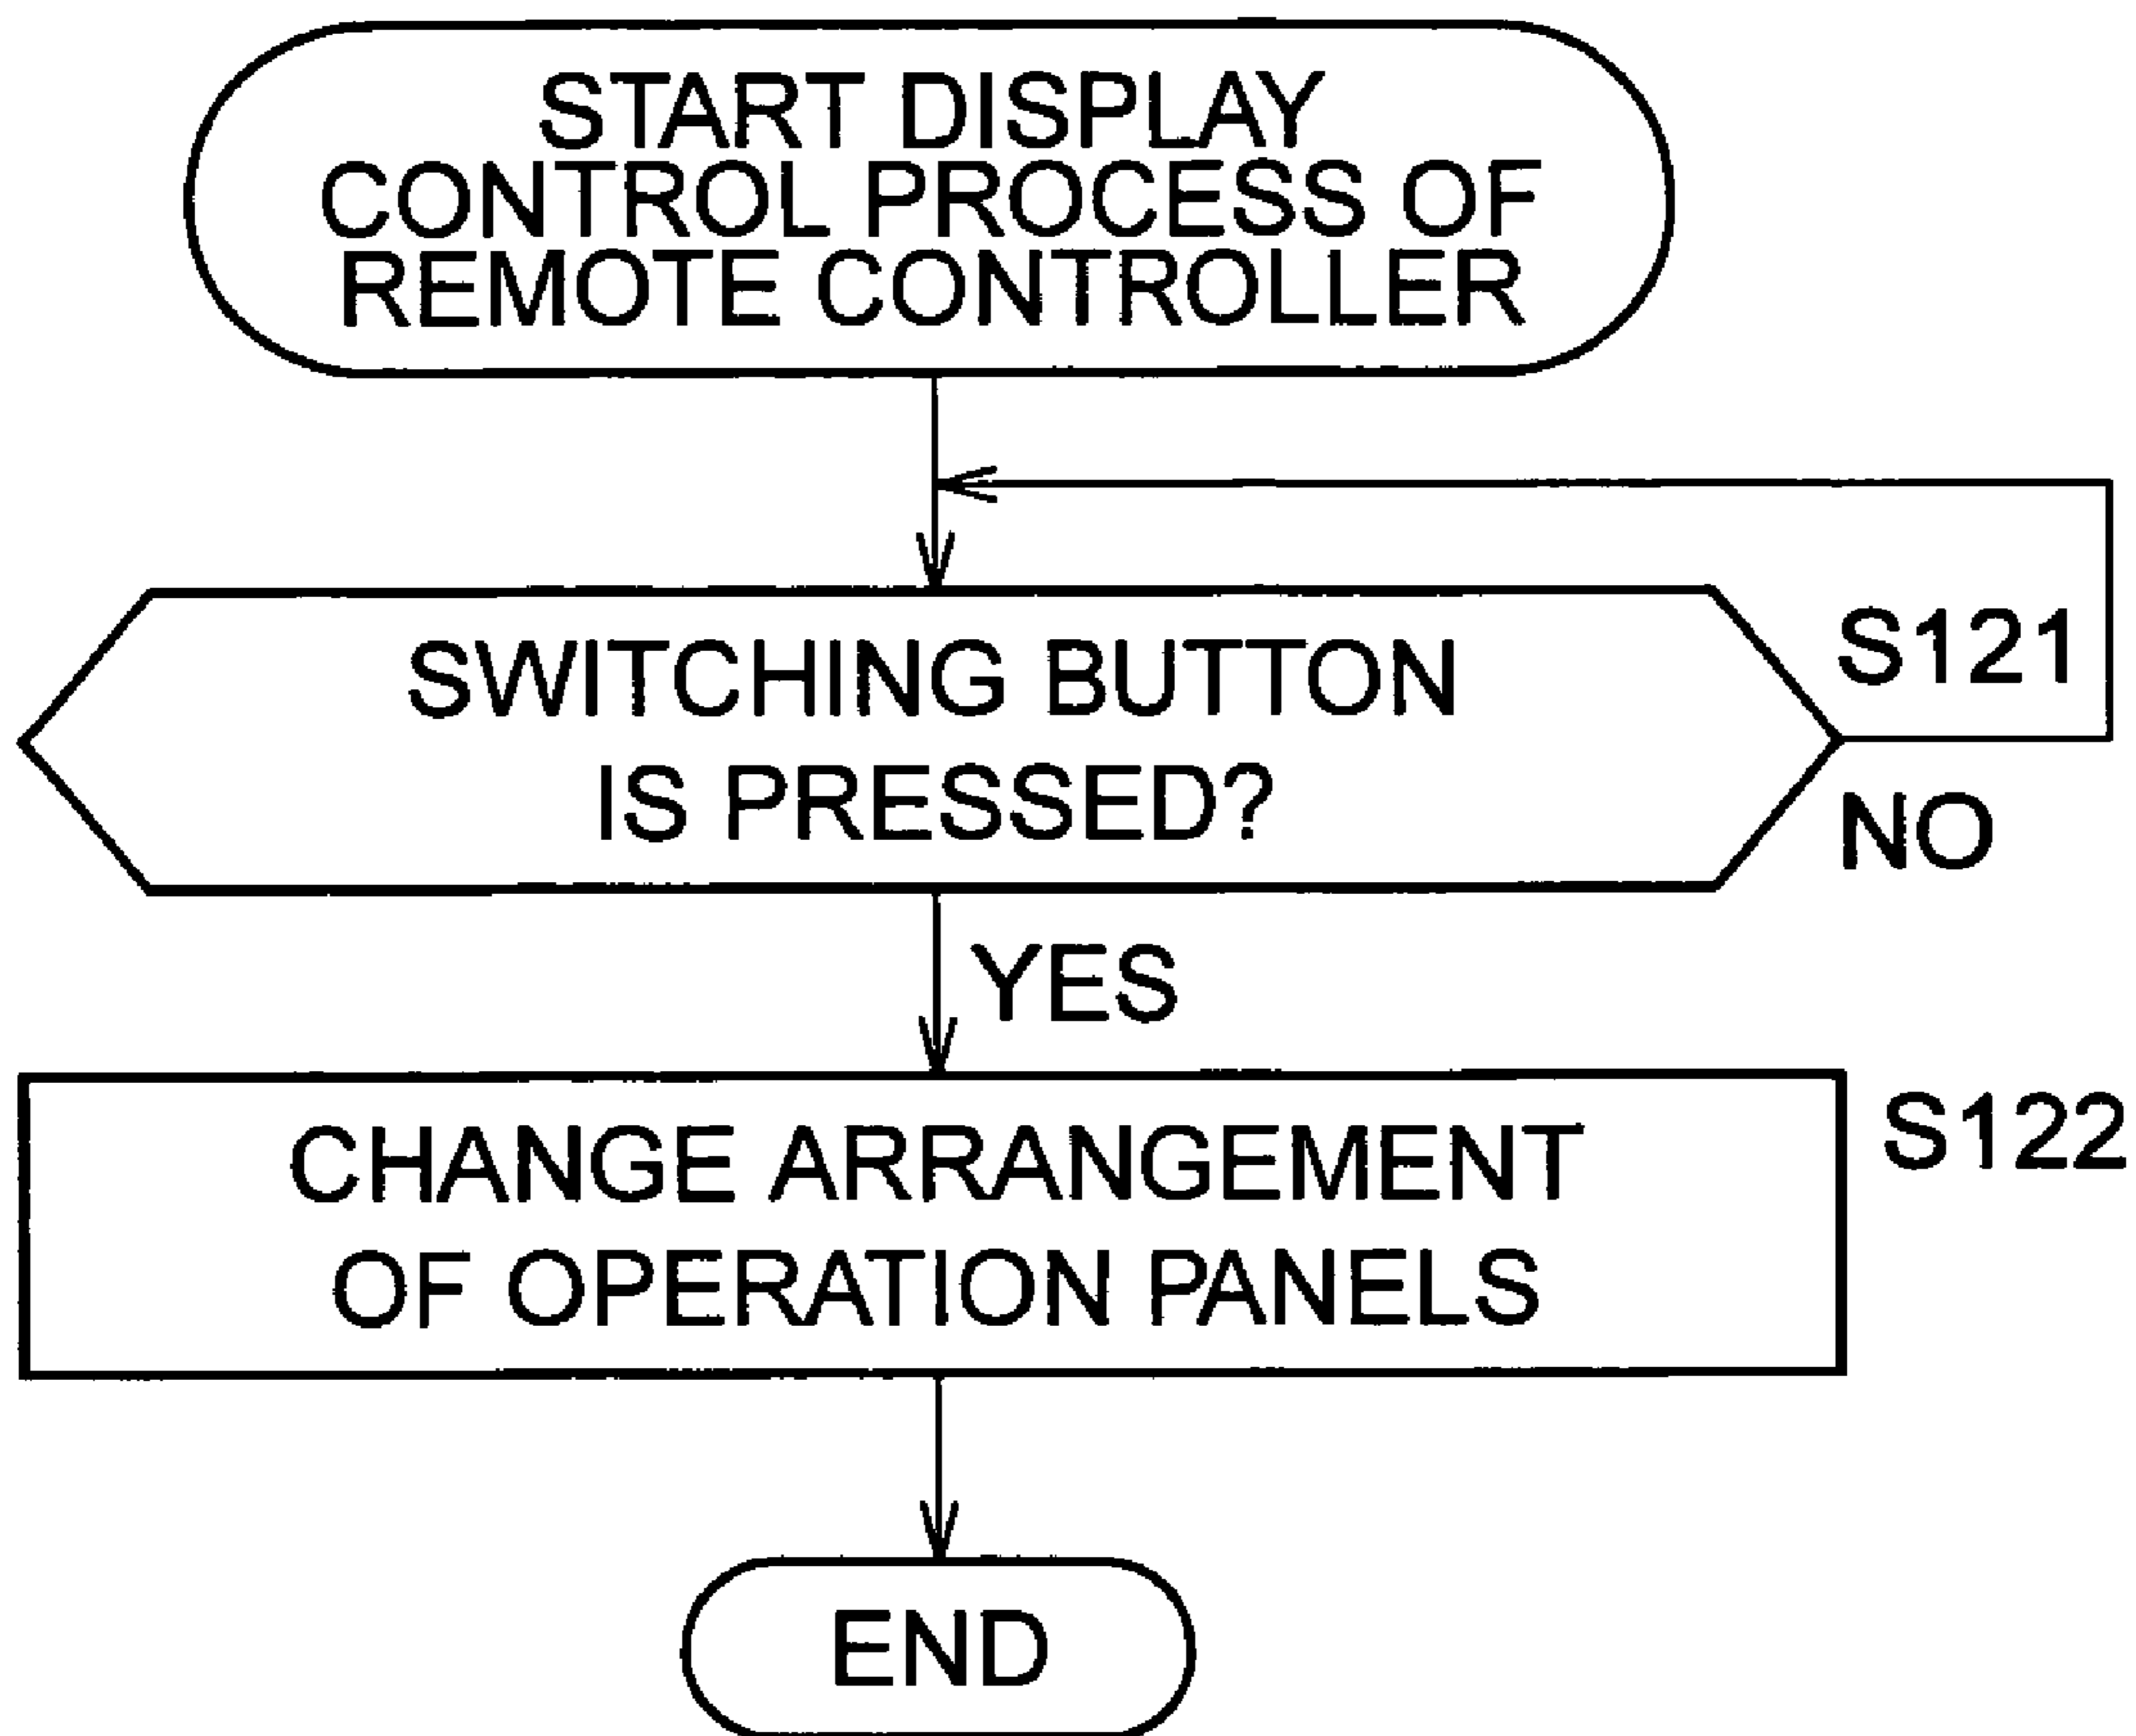 START DISPLAY
CONTROL PROCESS OF
REMOTE CONTROLLER
SWITCHING BUTTON
IS PRESSED?
S121
NO
YES
CHANGE ARRANGEMENT
OF OPERATION PANELS
S122
END